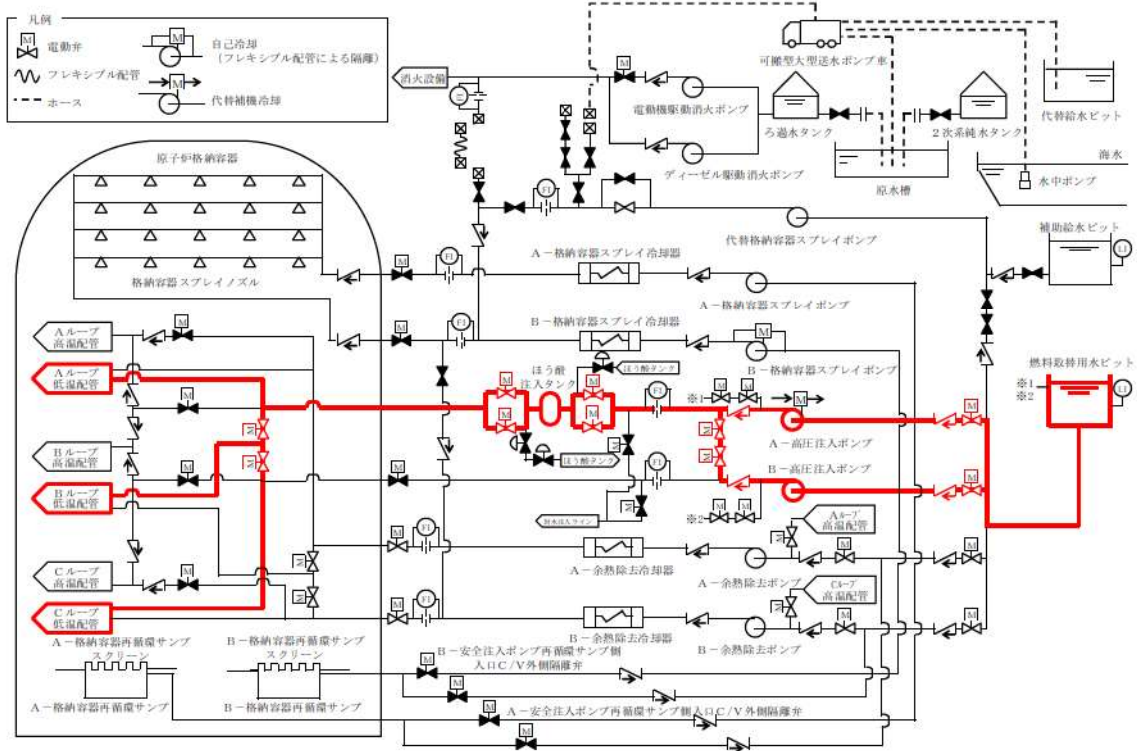 凡例
M
電動弁
フレキシブル配管
ホース
M
自己冷却
(フレキシブル配管による隔離)
M
代替補機冷却
消火設備
FI
M
電動機駆動消火ポンプ
ディーゼル駆動消火ポンプ
可搬型大型送水ポンプ車
ろ過水タンク
2次系純水タンク
代替給水ピット
原水槽
海水
水中ポンプ
原子炉格納容器
格納容器スプレイノズル
FI
代替格納容器スプレイポンプ
補助給水ピット
LI
M
FI
A-格納容器スプレイ冷却器
A-格納容器スプレイポンプ
M
FI
B-格納容器スプレイ冷却器
M
B-格納容器スプレイポンプ
Aループ
高温配管
M
Aループ
低温配管
M
Bループ
高温配管
Bループ
低温配管
M
Cループ
高温配管
M
Cループ
低温配管
ほう酸
注入タンク
ほう酸タンク
ほう酸タンク
M
M
M
M
FI
※1
M
M
M
A-高圧注入ポンプ
M
燃料取替用水ピット
※1
※2
LI
M
M
FI
M
M
B-高圧注入ポンプ
M
※2
M
M
封水注入ライン
M
FI
A-余熱除去冷却器
A-余熱除去ポンプ
Aループ
高温配管
M
M
M
M
FI
B-余熱除去冷却器
B-余熱除去ポンプ
Cループ
高温配管
M
M
M
A-格納容器再循環サンプ
スクリーン
B-格納容器再循環サンプ
スクリーン
A-格納容器再循環サンプ
B-格納容器再循環サンプ
B-安全注入ポンプ再循環サンプ側
入口C/V外側隔離弁
M
M
A-安全注入ポンプ再循環サンプ側入口C/V外側隔離弁
M
M